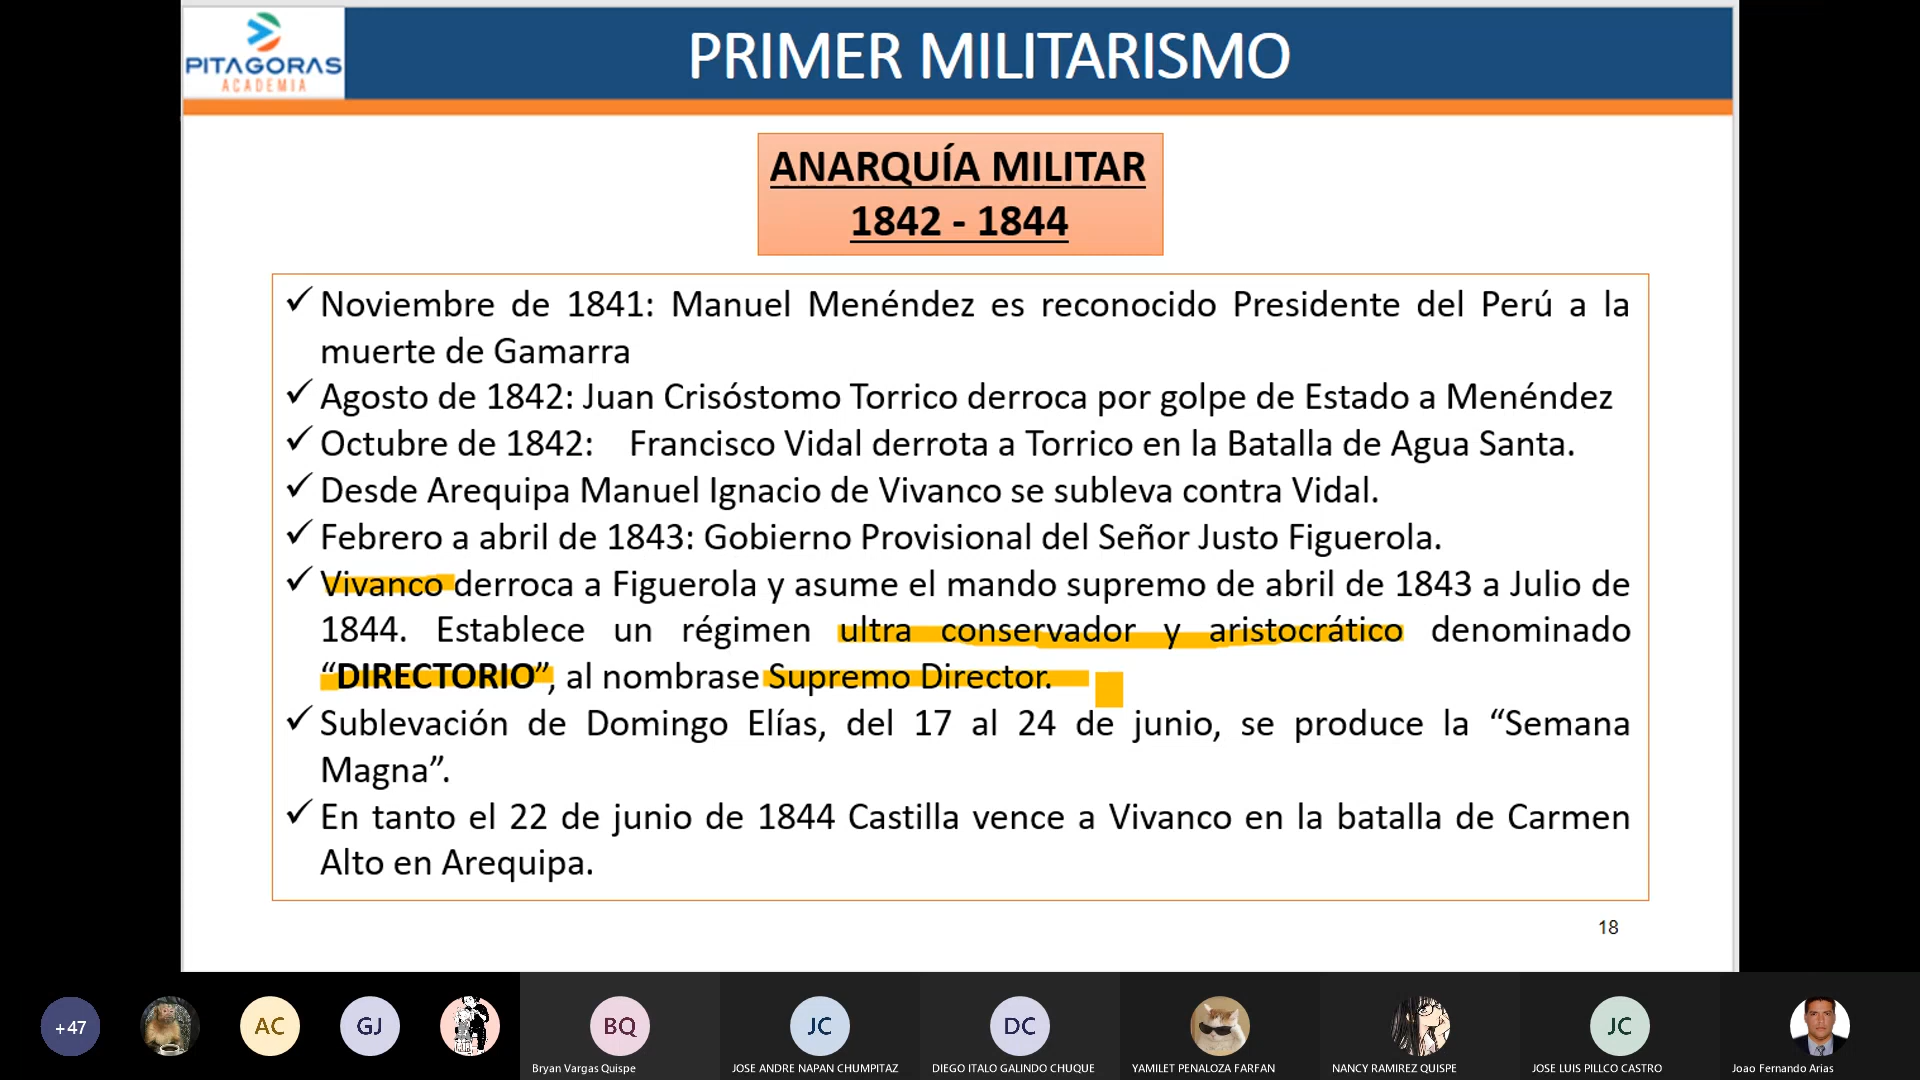 PITAGORAS
ACADEMIA
PRIMER MILITARISMO
ANARQUÍA MILITAR
1842 - 1844
✓ Noviembre de 1841: Manuel Menéndez es reconocido Presidente del Perú a la
muerte de Gamarra
✓ Agosto de 1842: Juan Crisóstomo Torrico derroca por golpe de Estado a Menéndez
✓ Octubre de 1842: Francisco Vidal derrota a Torrico en la Batalla de Agua Santa.
✓ Desde Arequipa Manuel Ignacio de Vivanco se subleva contra Vidal.
✓ Febrero a abril de 1843: Gobierno Provisional del Señor Justo Figuerola.
✓ Vivanco derroca a Figuerola y asume el mando supremo de abril de 1843 a Julio de
1844. Establece un régimen ultra conservador y aristocrático denominado
“DIRECTORIO”, al nombrase Supremo Director.
✓ Sublevación de Domingo Elías, del 17 al 24 de junio, se produce la “Semana
Magna”.
✓ En tanto el 22 de junio de 1844 Castilla vence a Vivanco en la batalla de Carmen
Alto en Arequipa.
18
+47
AC
GJ
BQ
JC
DC
JC
Bryan Vargas Quispe
JOSE ANDRE NAPAN CHUMPITAZ
DIEGO ITALO GALINDO CHUQUE
YAMILET PENALOZA FARFAN
NANCY RAMIREZ QUISPE
JOSE LUIS PILLCO CASTRO
Joao Fernando Arias